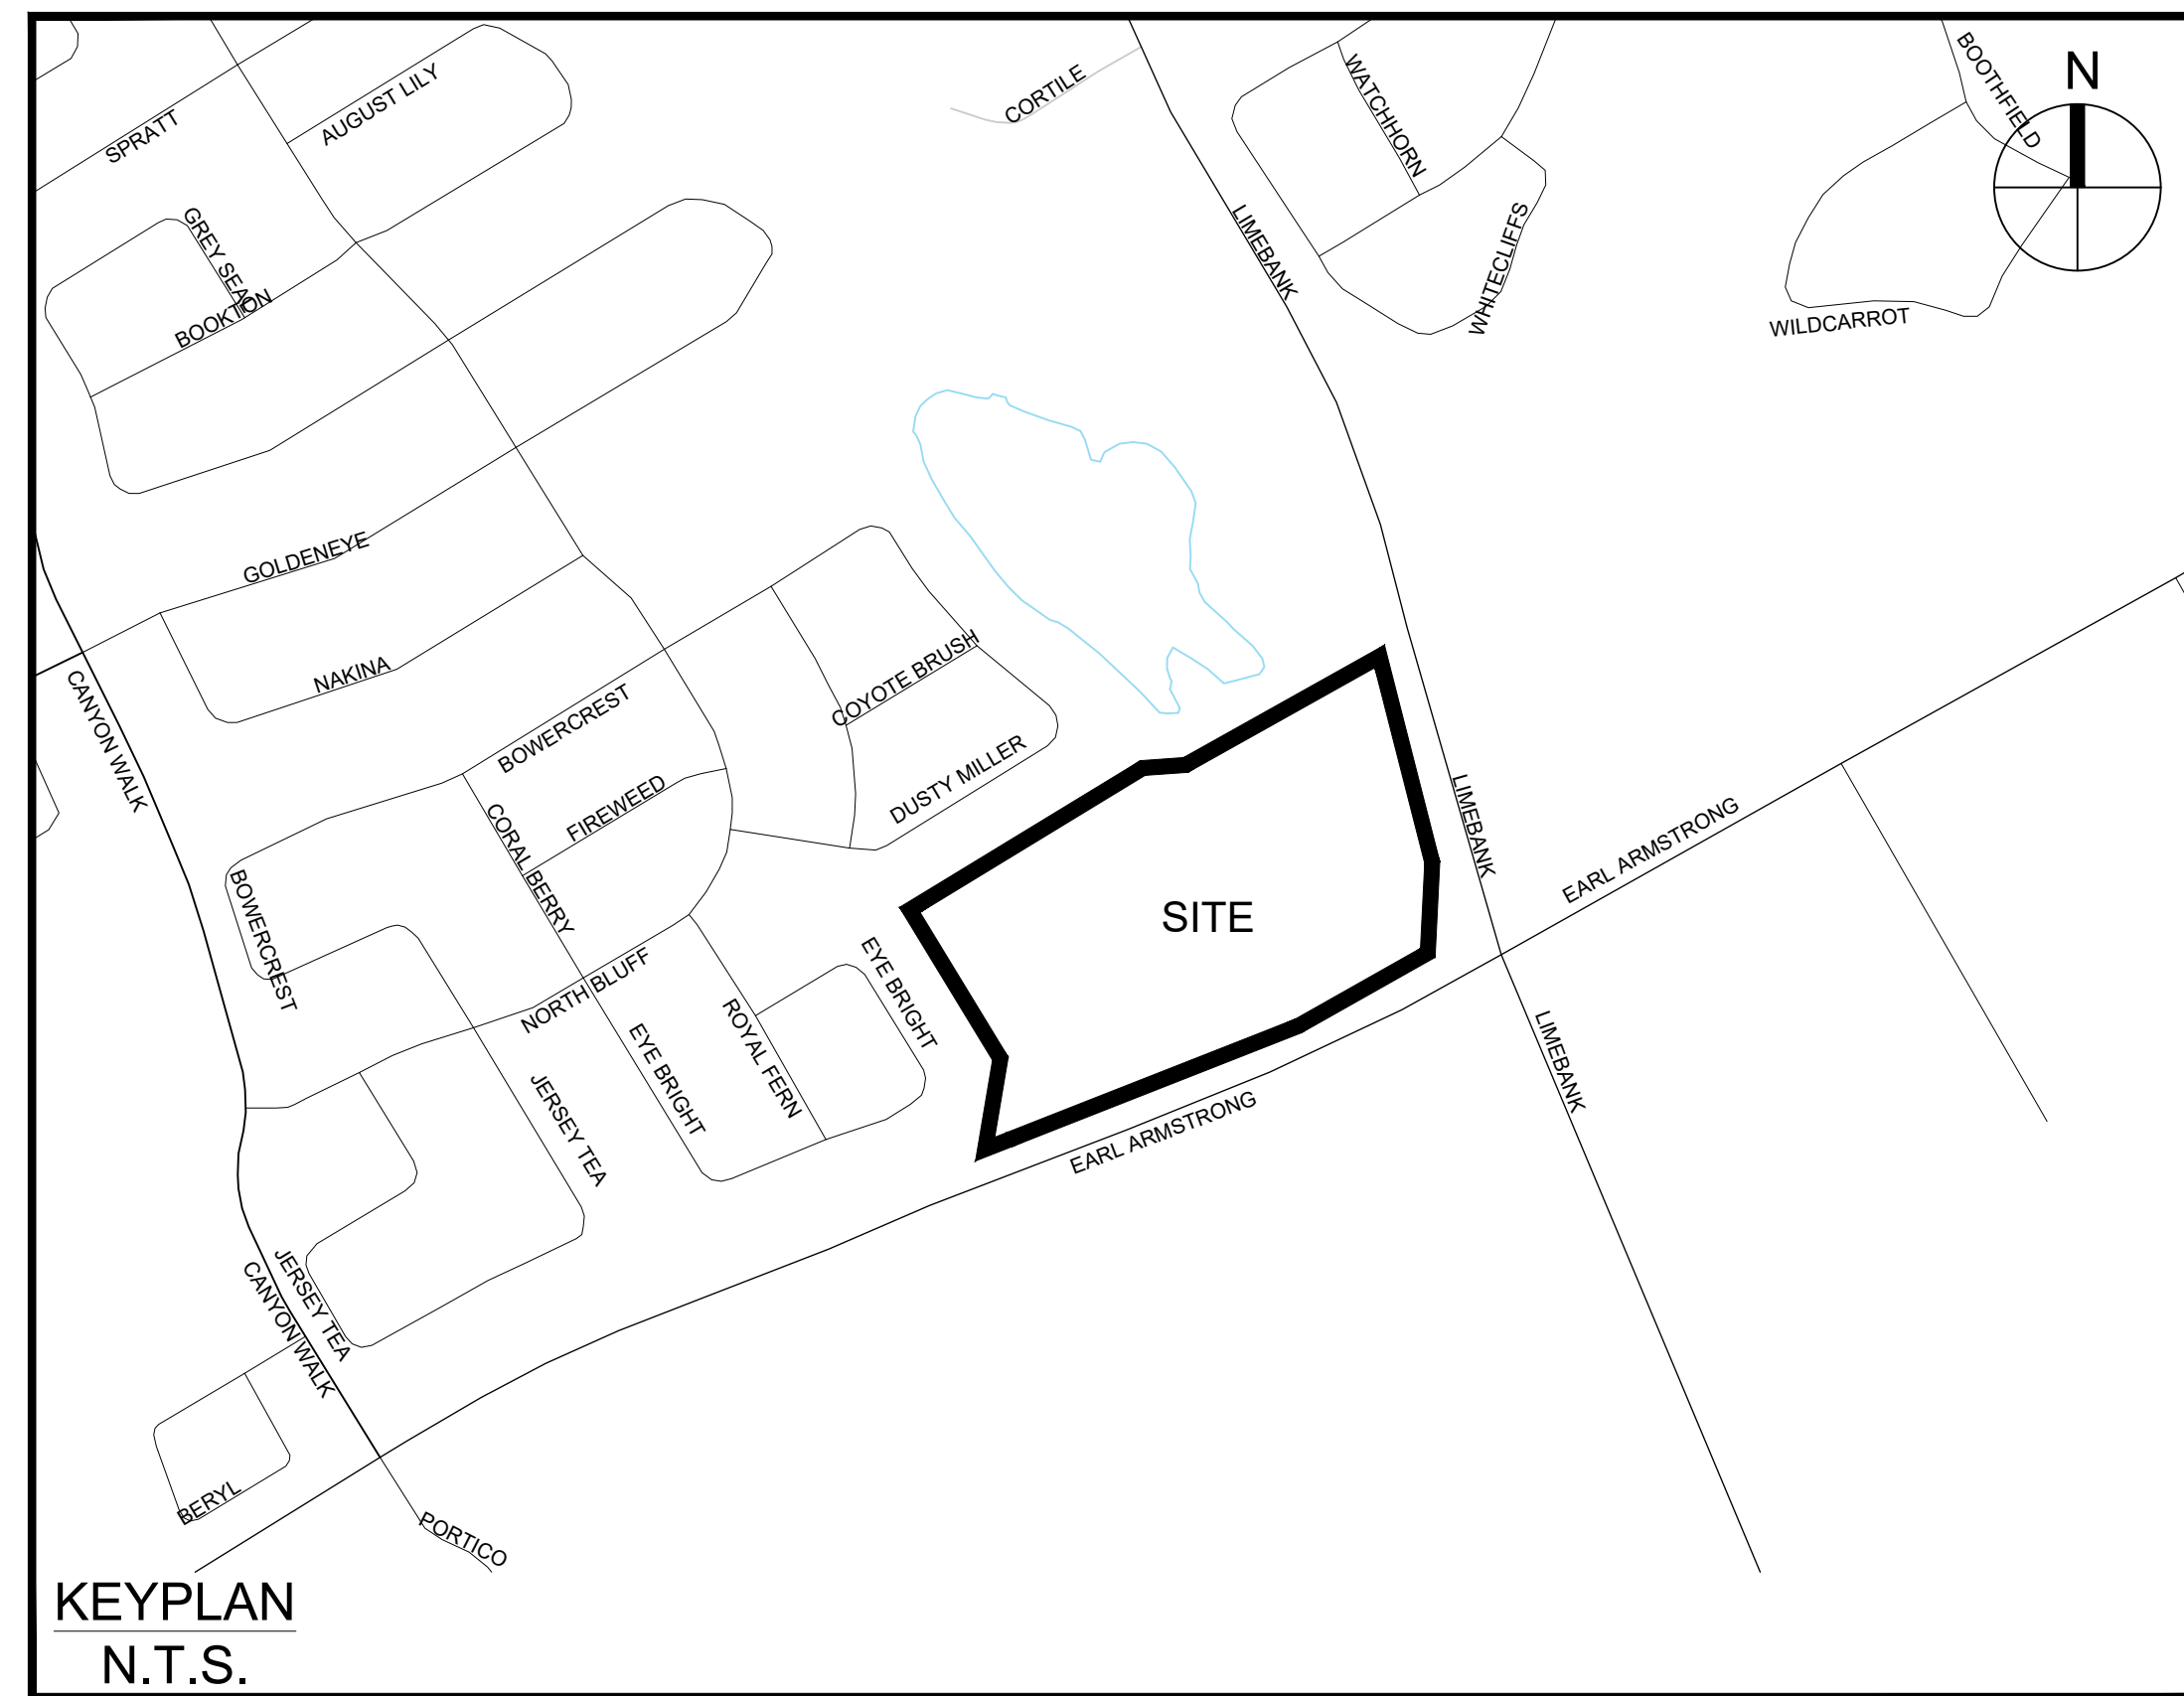 BOOTHFIELD
N
AUGUST LILY
CORTILE
WATCHHORN
SPRATT
GREY SEAL
LIMEBANK
WHITECLIFFS
BOOKTON
WILDCARROT
GOLDENEYE
NAKINA
COYOTE BRUSH
CANYON WALK
BOWERCREST
DUSTY MILLER
FIREWEED
LIMEBANK
EARL ARMSTRONG
CORAL BERRY
BOWERCREST
SITE
EYE BRIGHT
NORTH BLUFF
ROYAL FERN
EYE BRIGHT
LIMEBANK
JERSEY TEA
EARL ARMSTRONG
JERSEY TEA
CANYON WALK
BERYL
PORTICO
KEYPLAN
N.T.S.